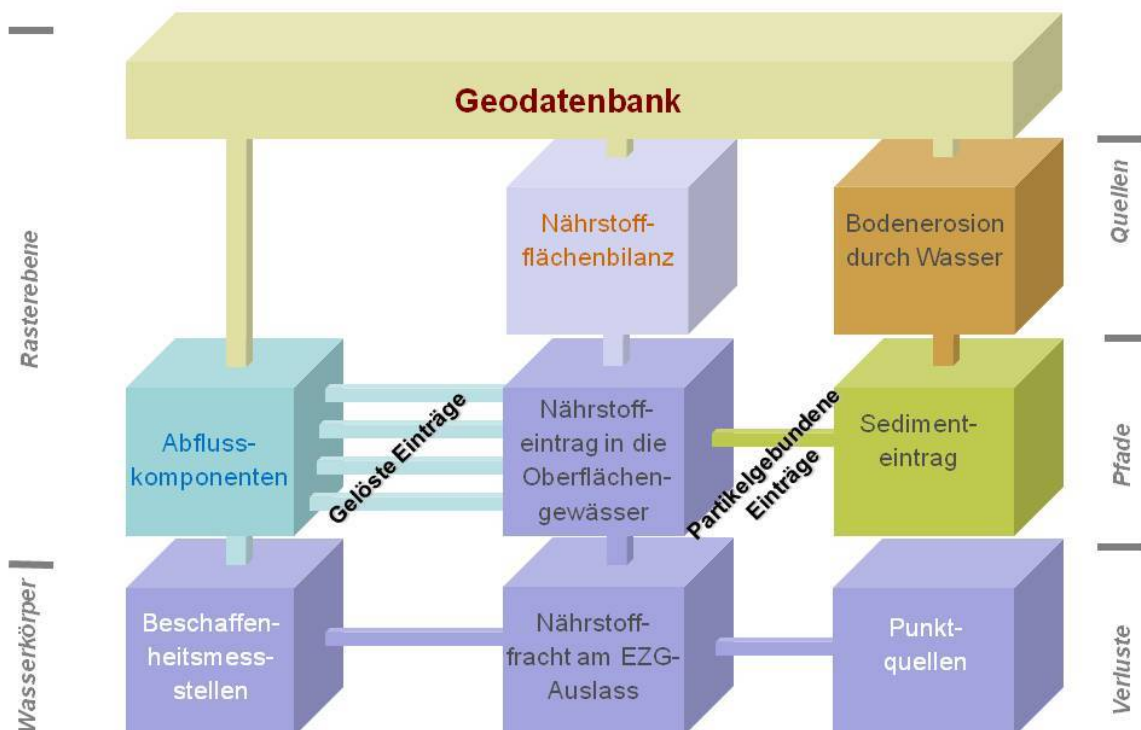 Geodatenbank
Rasterebene
Quellen
Nährstoff-
flächenbilanz
Bodenerosion
durch Wasser
Abfluss-
komponenten
Gelöste Einträge
Nährstoff-
eintrag in die
Oberflächen-
gewässer
Partikelgebundene
Einträge
Sediment-
eintrag
Pfade
Wasserkörper
Beschaffen-
heitsmess-
stellen
Nährstoff-
fracht am EZG-
Auslass
Punkt-
quellen
Verluste